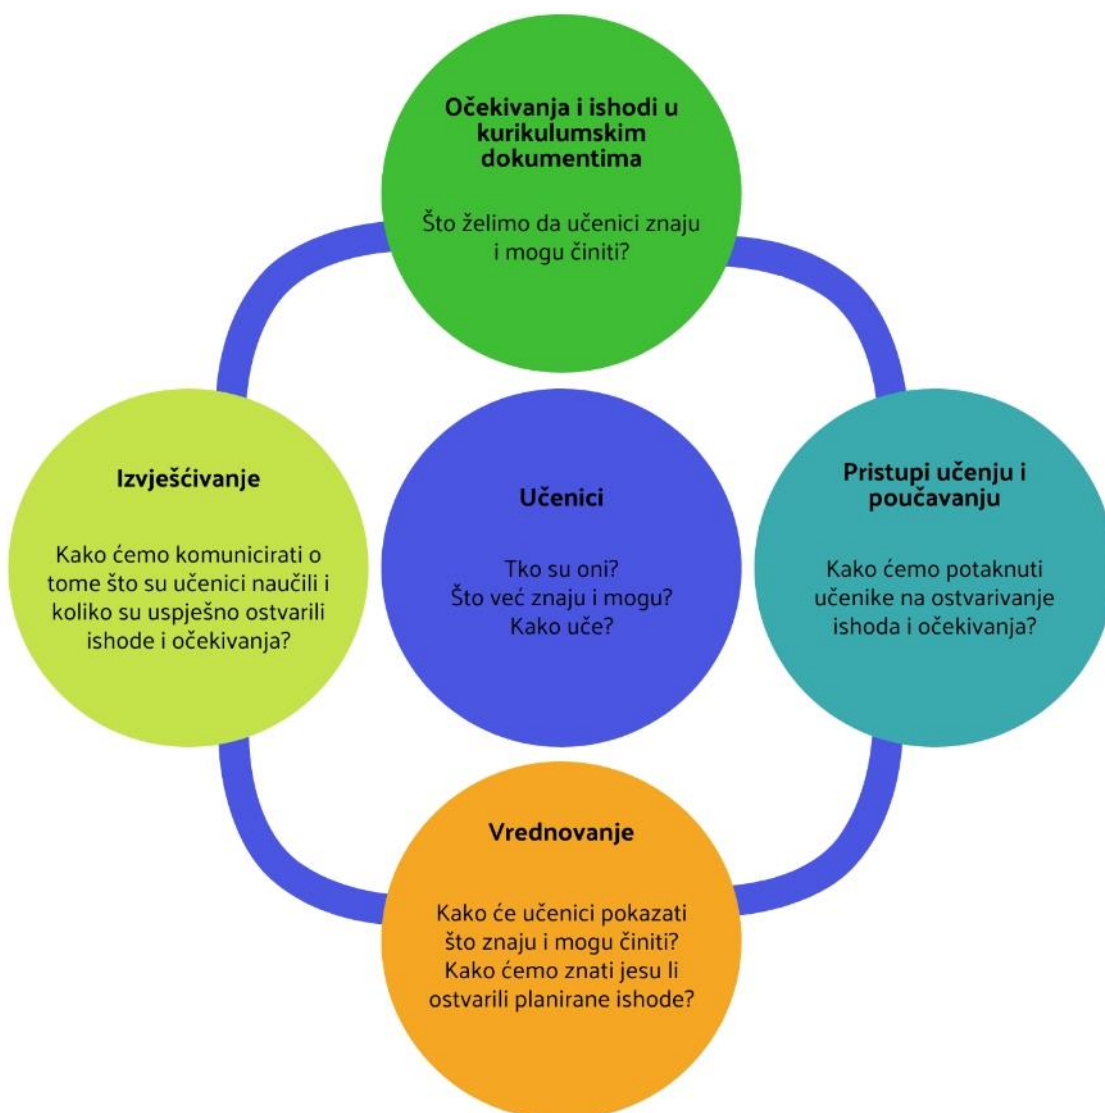 Očekivanja i ishodi u
kurikulumskim
dokumentima
Što želimo da učenici znaju
i mogu činiti?
Izvješćivanje
Kako ćemo komunicirati o
tome što su učenici naučili i
koliko su uspješno ostvarili
ishode i očekivanja?
Učenici
Tko su oni?
Što već znaju i mogu?
Kako uče?
Pristupi učenju i
poučavanju
Kako ćemo potaknuti
učenike na ostvarivanje
ishoda i očekivanja?
Vrednovanje
Kako će učenici pokazati
što znaju i mogu činiti?
Kako ćemo znati jesu li
ostvarili planirane ishode?